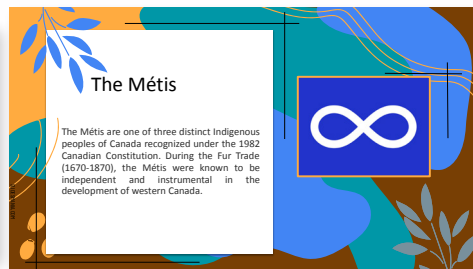 The Métis
The Métis are one of three distinct Indigenous
peoples of Canada recognized under the 1982
Canadian Constitution. During the Fur Trade
(1670-1870), the Métis were known to be
independent and instrumental in the
development of western Canada.